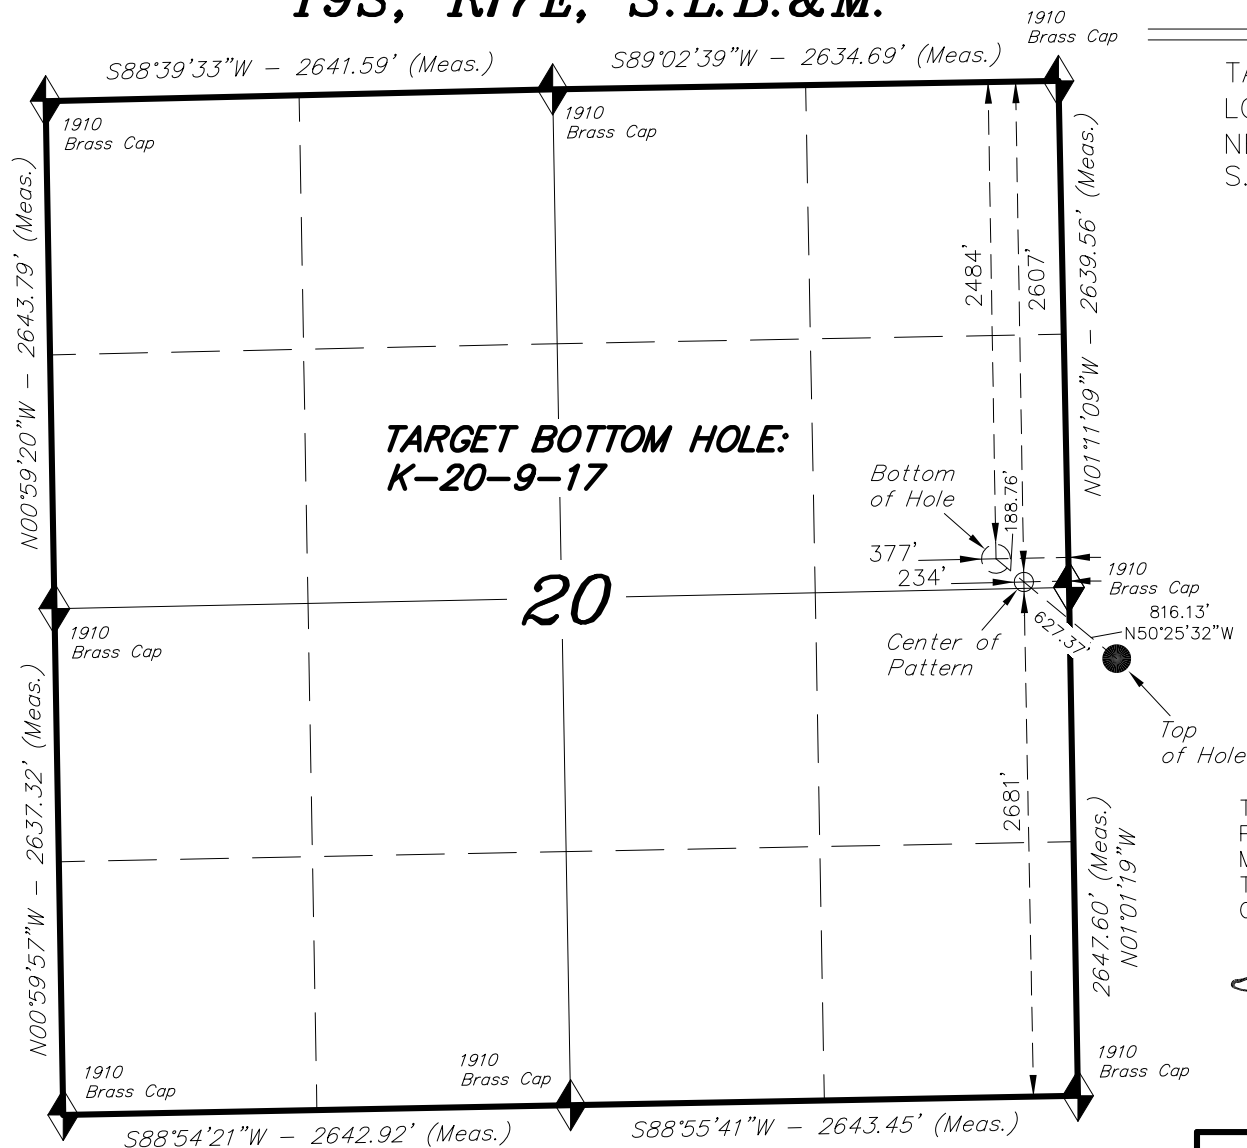 T9S, R17E, S.L.B.&M.
1910
Brass Cap
S88°39'33"W - 2641.59' (Meas.)
S89°02'39"W - 2634.69' (Meas.)
1910
Brass Cap
1910
Brass Cap
N00°59'20"W - 2643.79' (Meas.)
2484'
2607'
N01°11'09"W - 2639.56' (Meas.)
TARGET BOTTOM HOLE:
K-20-9-17
Bottom
of Hole
188.76'
377'
234'
1910
Brass Cap
20
816.13'
N50°25'32"W
627.37'
Center of
Pattern
1910
Brass Cap
Top
of Hole
N00°59'57"W - 2637.32' (Meas.)
2681'
2647.60' (Meas.)
N01°01'19"W
1910
Brass Cap
1910
Brass Cap
1910
Brass Cap
S88°54'21"W - 2642.92' (Meas.)
S88°55'41"W - 2643.45' (Meas.)